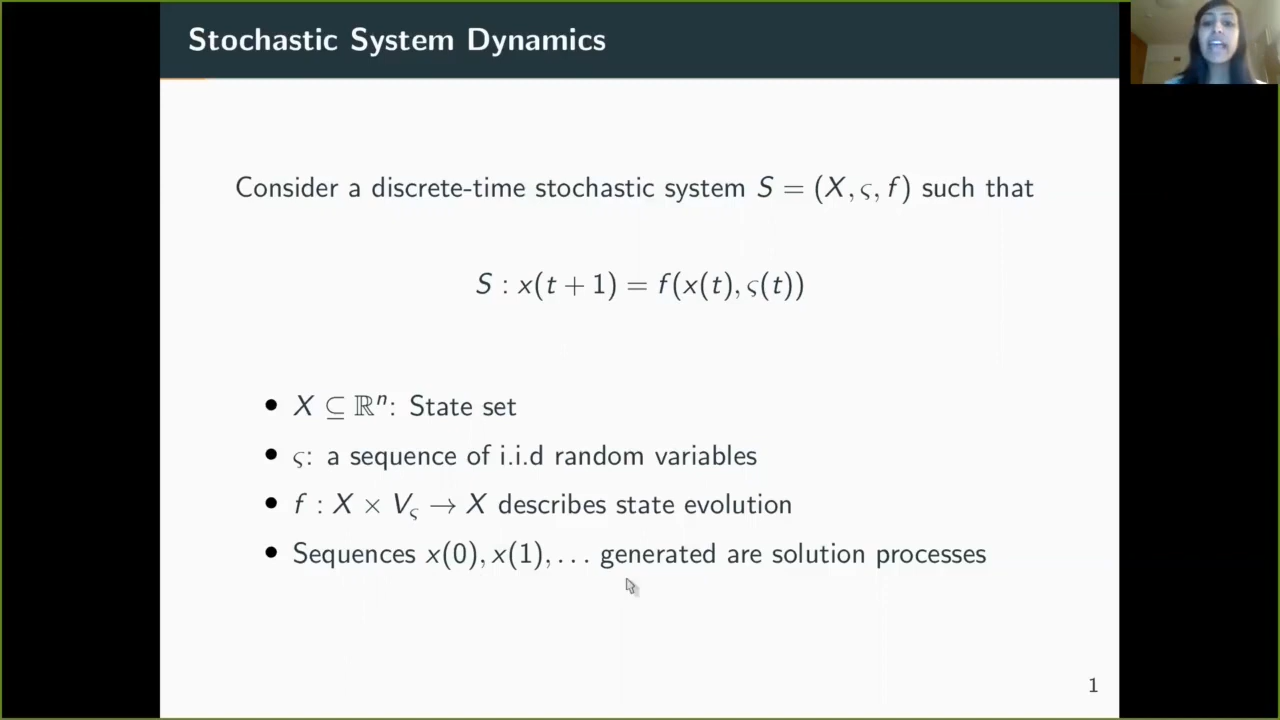 Stochastic System Dynamics
Consider a discrete-time stochastic system S = (X, ς, f) such that
S : x(t + 1) = f(x(t), ς(t))
• X ⊆ ℝⁿ: State set
• ς: a sequence of i.i.d random variables
• f : X × V_ς → X describes state evolution
• Sequences x(0), x(1), . . . generated are solution processes
1